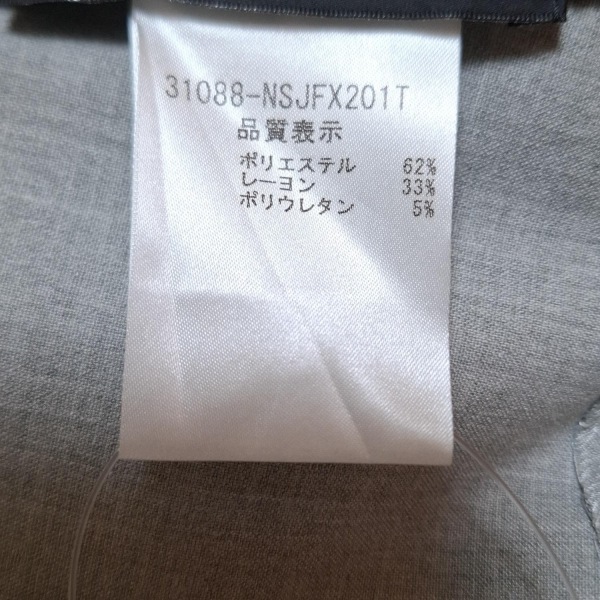 31088-NSJFX201T
品質表示
ポリエステル 62%
レーヨン 33%
ポリウレタン 5%